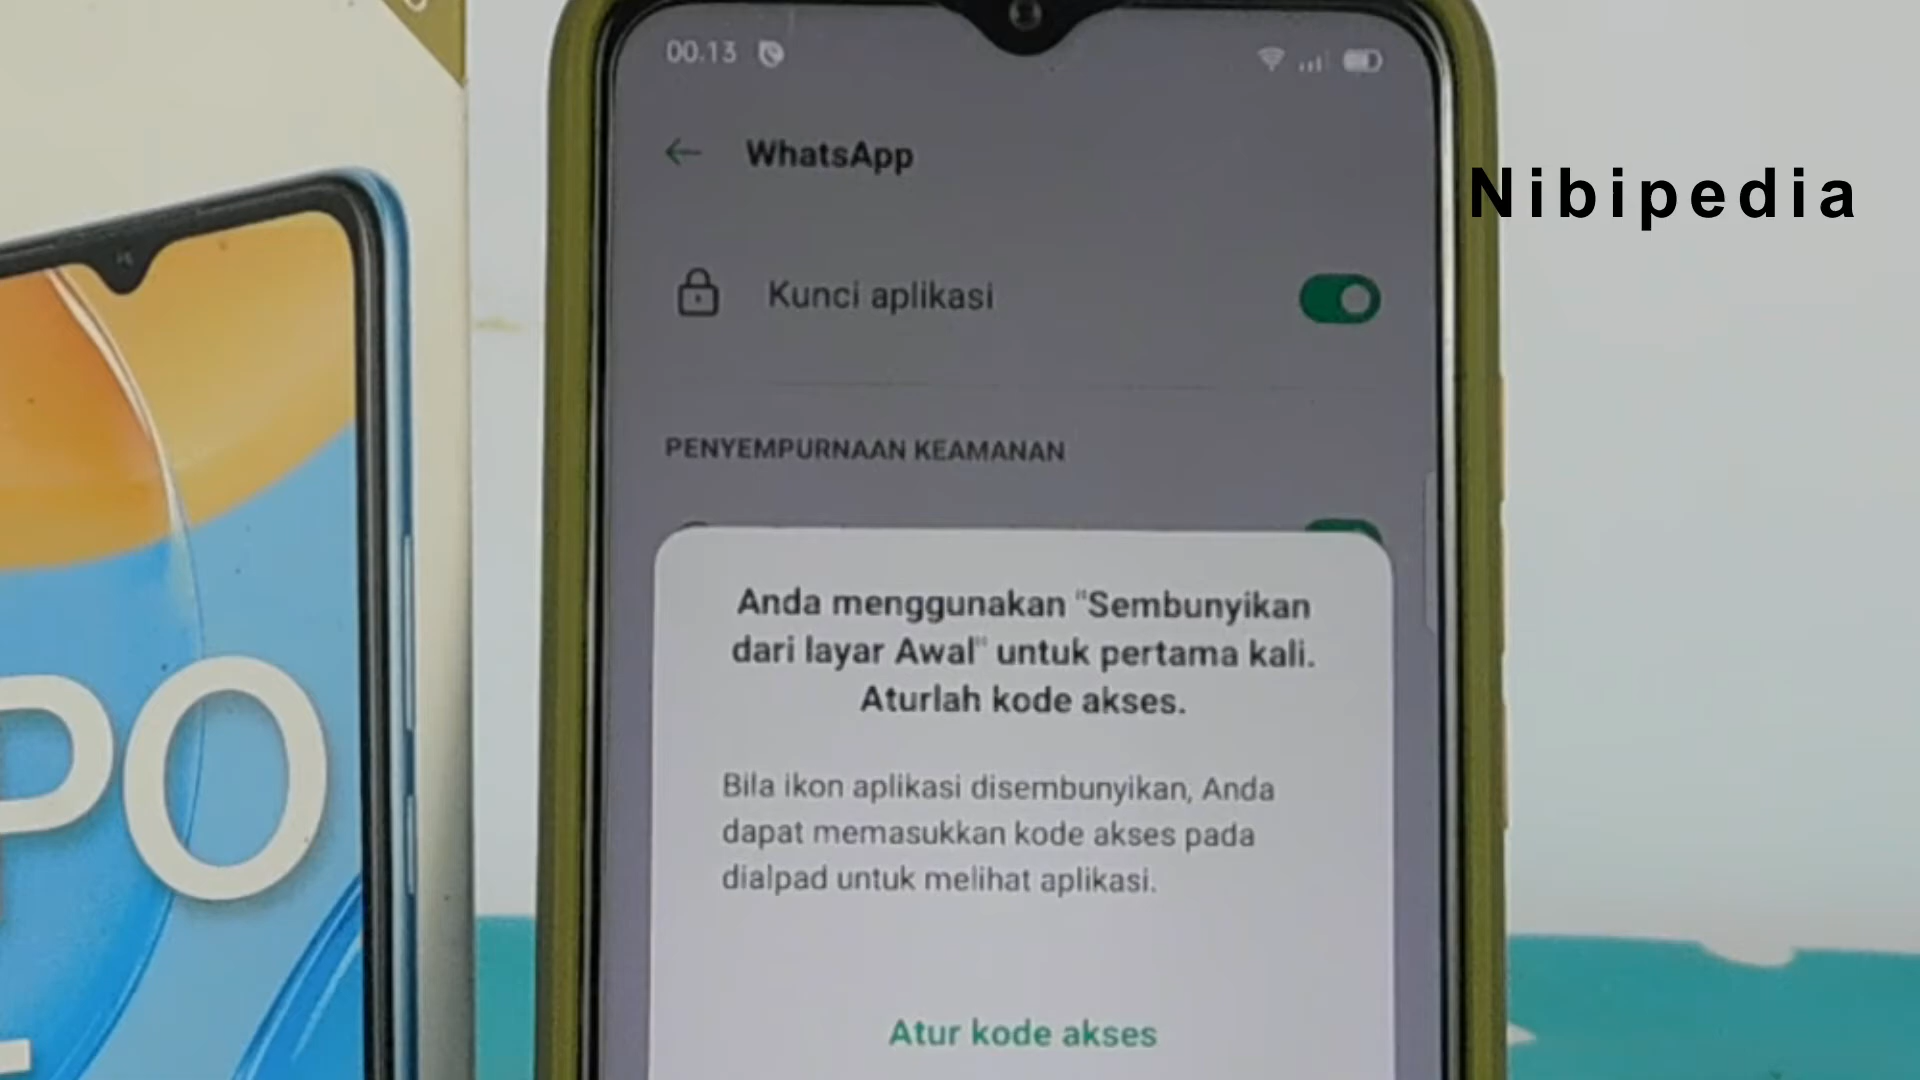 00.13
WhatsApp
Nibipedia
Kunci aplikasi
PENYEMPURNAAN KEAMANAN
Anda menggunakan "Sembunyikan
dari layar Awal" untuk pertama kali.
Aturlah kode akses.
Bila ikon aplikasi disembunyikan, Anda
dapat memasukkan kode akses pada
dialpad untuk melihat aplikasi.
Atur kode akses
PO